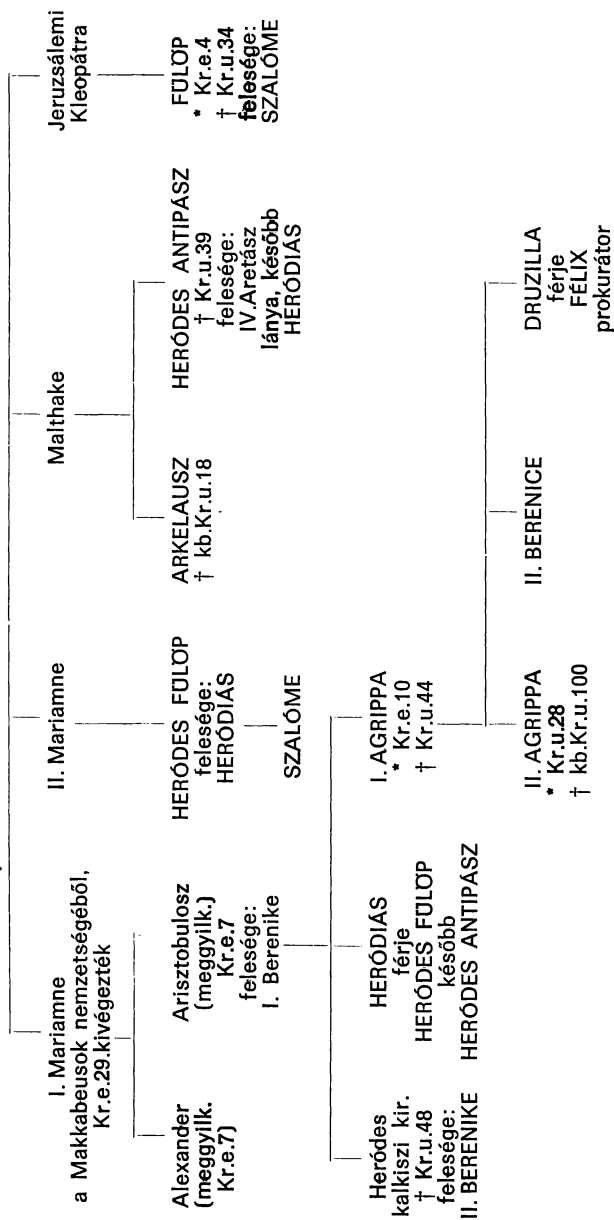 I. Mariamne
a Makkabeusok nemzetségéből,
Kr.e.29.kivégezték
II. Mariamne
Malthake
Jeruzsálemi
Kleopátra
Alexander
(meggyilk.
Kr.e.7)
Arisztobulosz
(meggyilk.)
Kr.e.7
felesége:
I. Berenike
HERÓDES FÜLÖP
felesége:
HERÓDIÁS
SZALÓME
ARKELAUSZ
† kb.Kr.u.18
HERÓDES ANTIPÁSZ
† Kr.u.39
felesége:
IV.Aretász
lánya, később
HERÓDIÁS
FÜLÖP
* Kr.e.4
† Kr.u.34
felesége:
SZALÓME
Heródes
kalkiszi kir.
† Kr.u.48
felesége:
II. BERENIKE
HERÓDIÁS
férje
HERÓDES FÜLÖP
később
HERÓDES ANTIPÁSZ
I. AGRIPPA
* Kr.e.10
† Kr.u.44
II. AGRIPPA
* Kr.u.28
† kb.Kr.u.100
II. BERENICE
DRUZILLA
férje
FÉLIX
prokurátor